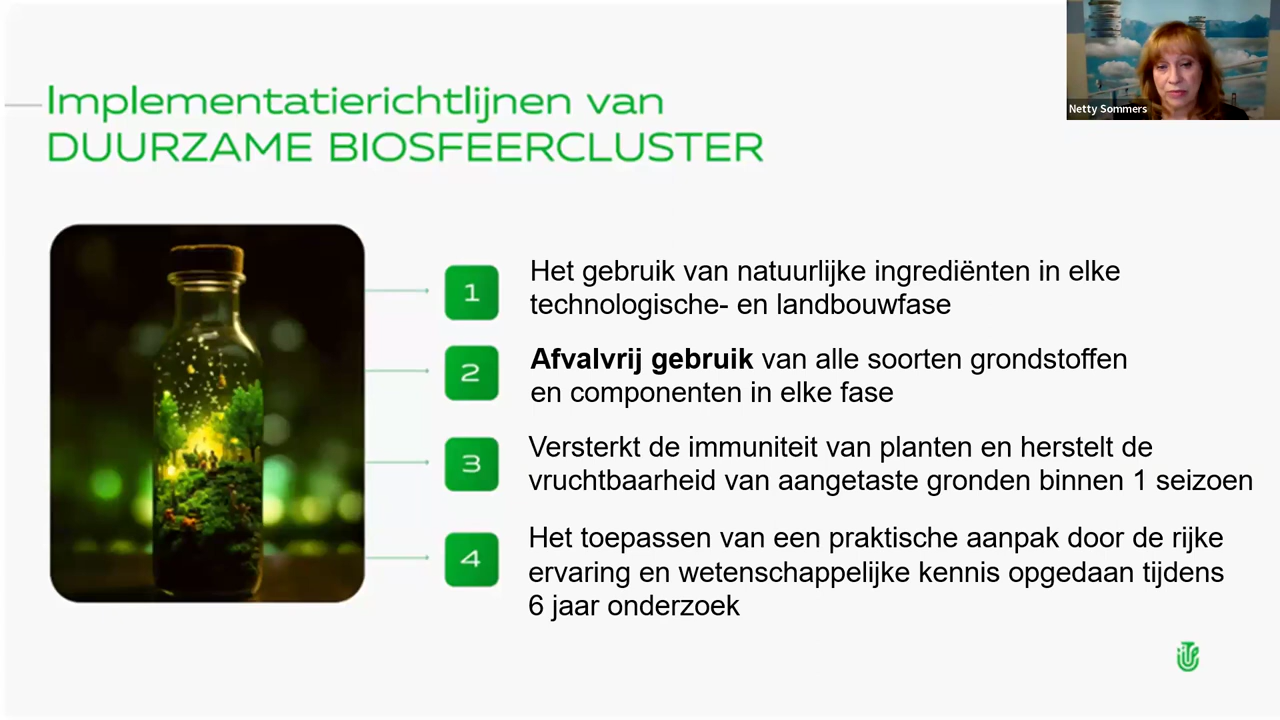 Netty Sommers
Implementatierichtlijnen van
DUURZAME BIOSFEERCLUSTER
1
Het gebruik van natuurlijke ingrediënten in elke
technologische- en landbouwfase
2
Afvalvrij gebruik van alle soorten grondstoffen
en componenten in elke fase
3
Versterkt de immuniteit van planten en herstelt de
vruchtbaarheid van aangetaste gronden binnen 1 seizoen
4
Het toepassen van een praktische aanpak door de rijke
ervaring en wetenschappelijke kennis opgedaan tijdens
6 jaar onderzoek